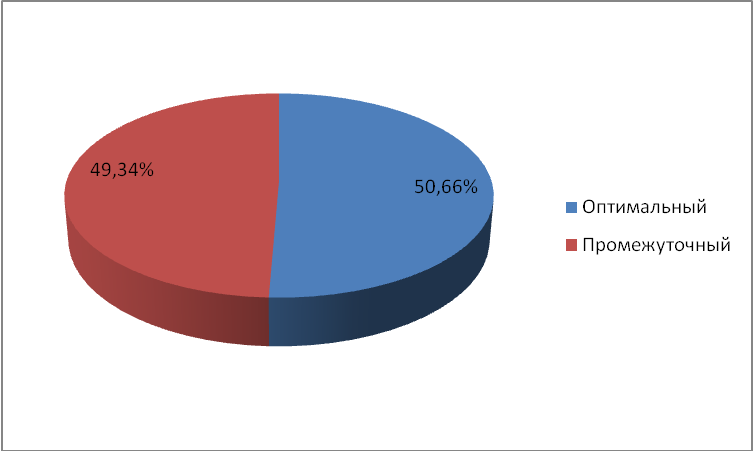 49,34%
50,66%
Оптимальный
Промежуточный